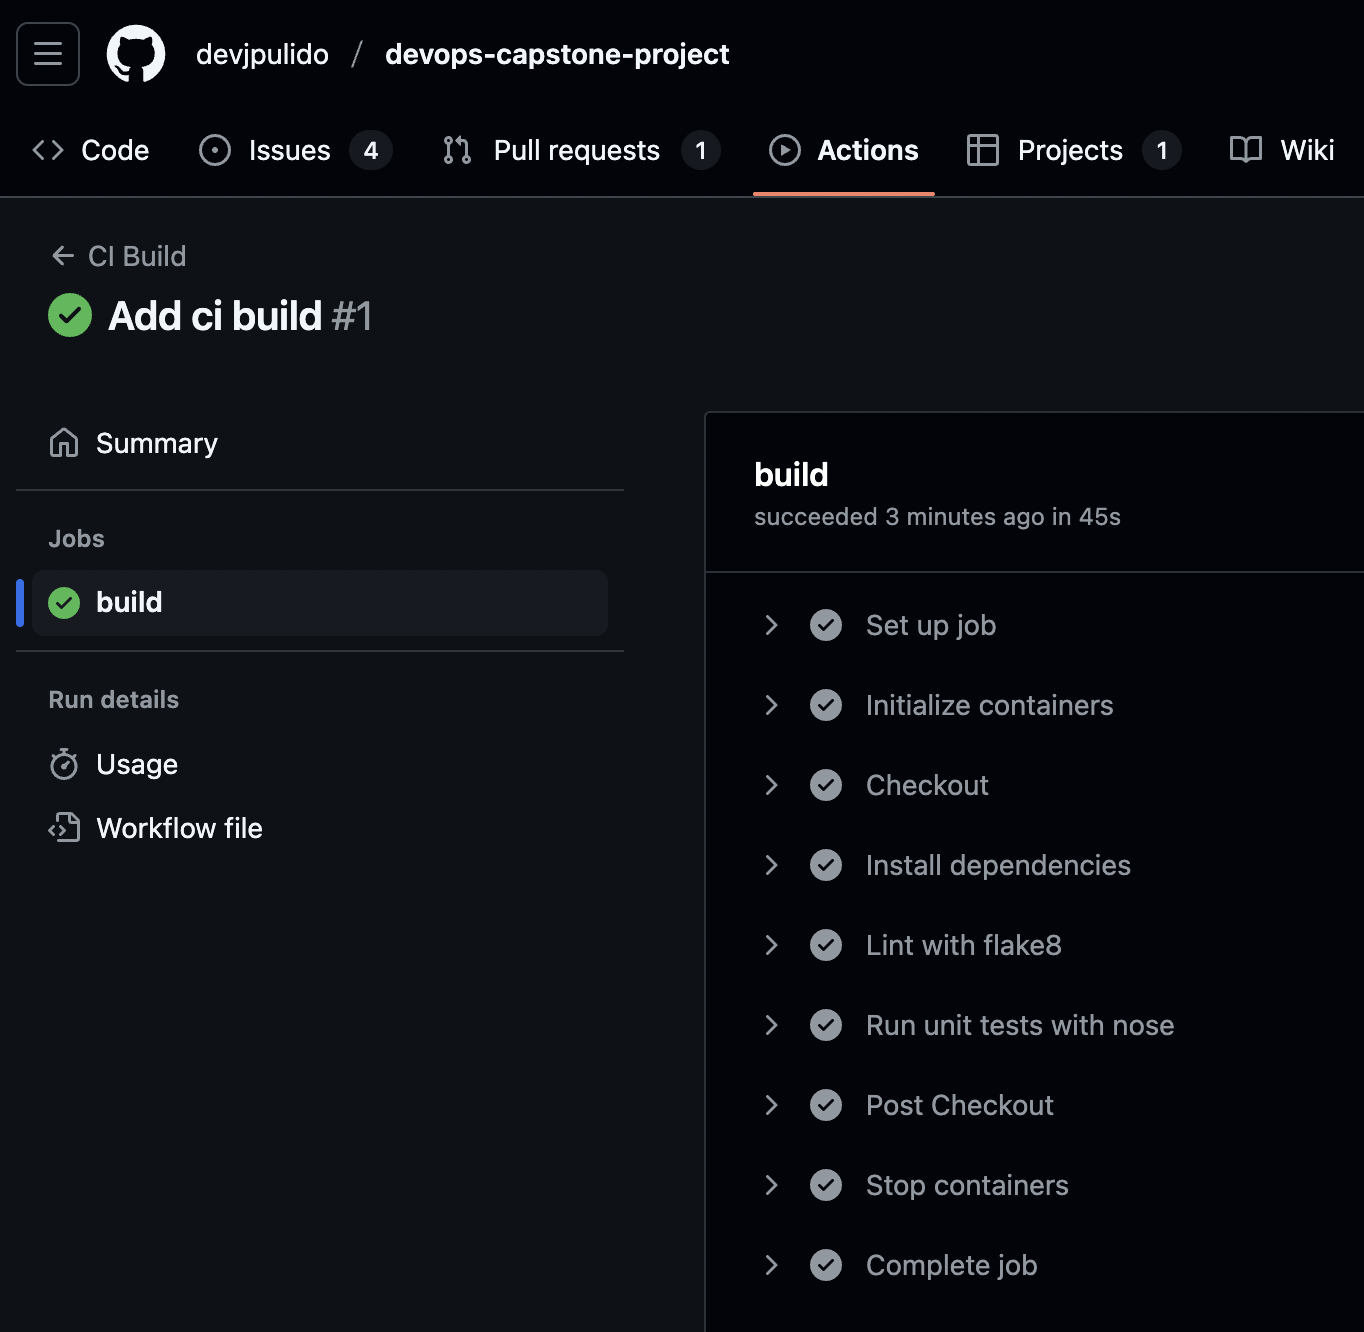 devjpulido / devops-capstone-project
Code Issues 4 Pull requests 1 Actions Projects 1 Wiki
CI Build
Add ci build #1
Summary
Jobs
build
Run details
Usage
Workflow file
build
succeeded 3 minutes ago in 45s
Set up job
Initialize containers
Checkout
Install dependencies
Lint with flake8
Run unit tests with nose
Post Checkout
Stop containers
Complete job